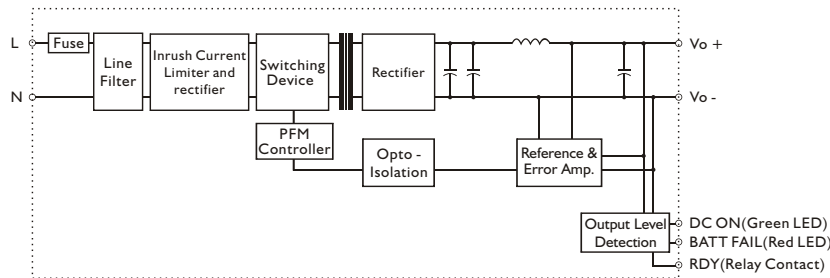 L
Fuse
Line
Filter
Inrush Current
Limiter and
rectifier
Switching
Device
Rectifier
Vo +
N
Vo -
PFM
Controller
Opto -
Isolation
Reference &
Error Amp.
Output Level
Detection
DC ON(Green LED)
BATT FAIL(Red LED)
RDY(Relay Contact)